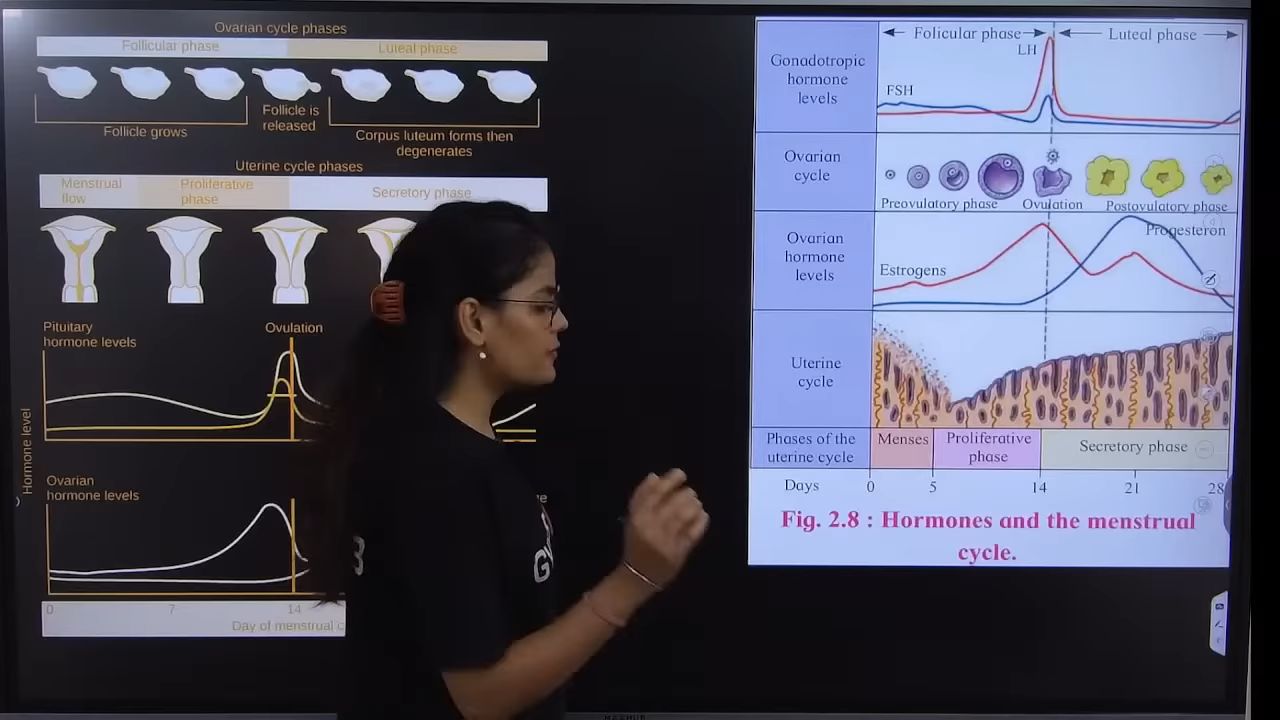 Ovarian cycle phases
Follicular phase
Luteal phase
Follicle grows
Follicle is
released
Corpus luteum forms then
degenerates
Uterine cycle phases
Menstrual
flow
Proliferative
phase
Secretory phase
Pituitary
hormone levels
Ovulation
Hormone level
Ovarian
hormone levels
0 7 14
Day of menstrual c
Gonadotropic
hormone
levels
Folicular phase
Luteal phase
LH
FSH
Ovarian
cycle
Preovulatory phase
Ovulation
Postovulatory phase
Ovarian
hormone
levels
Estrogens
Progesteron
Uterine
cycle
Phases of the
uterine cycle
Menses
Proliferative
phase
Secretory phase
Days 0 5 14 21 28
Fig. 2.8 : Hormones and the menstrual
cycle.